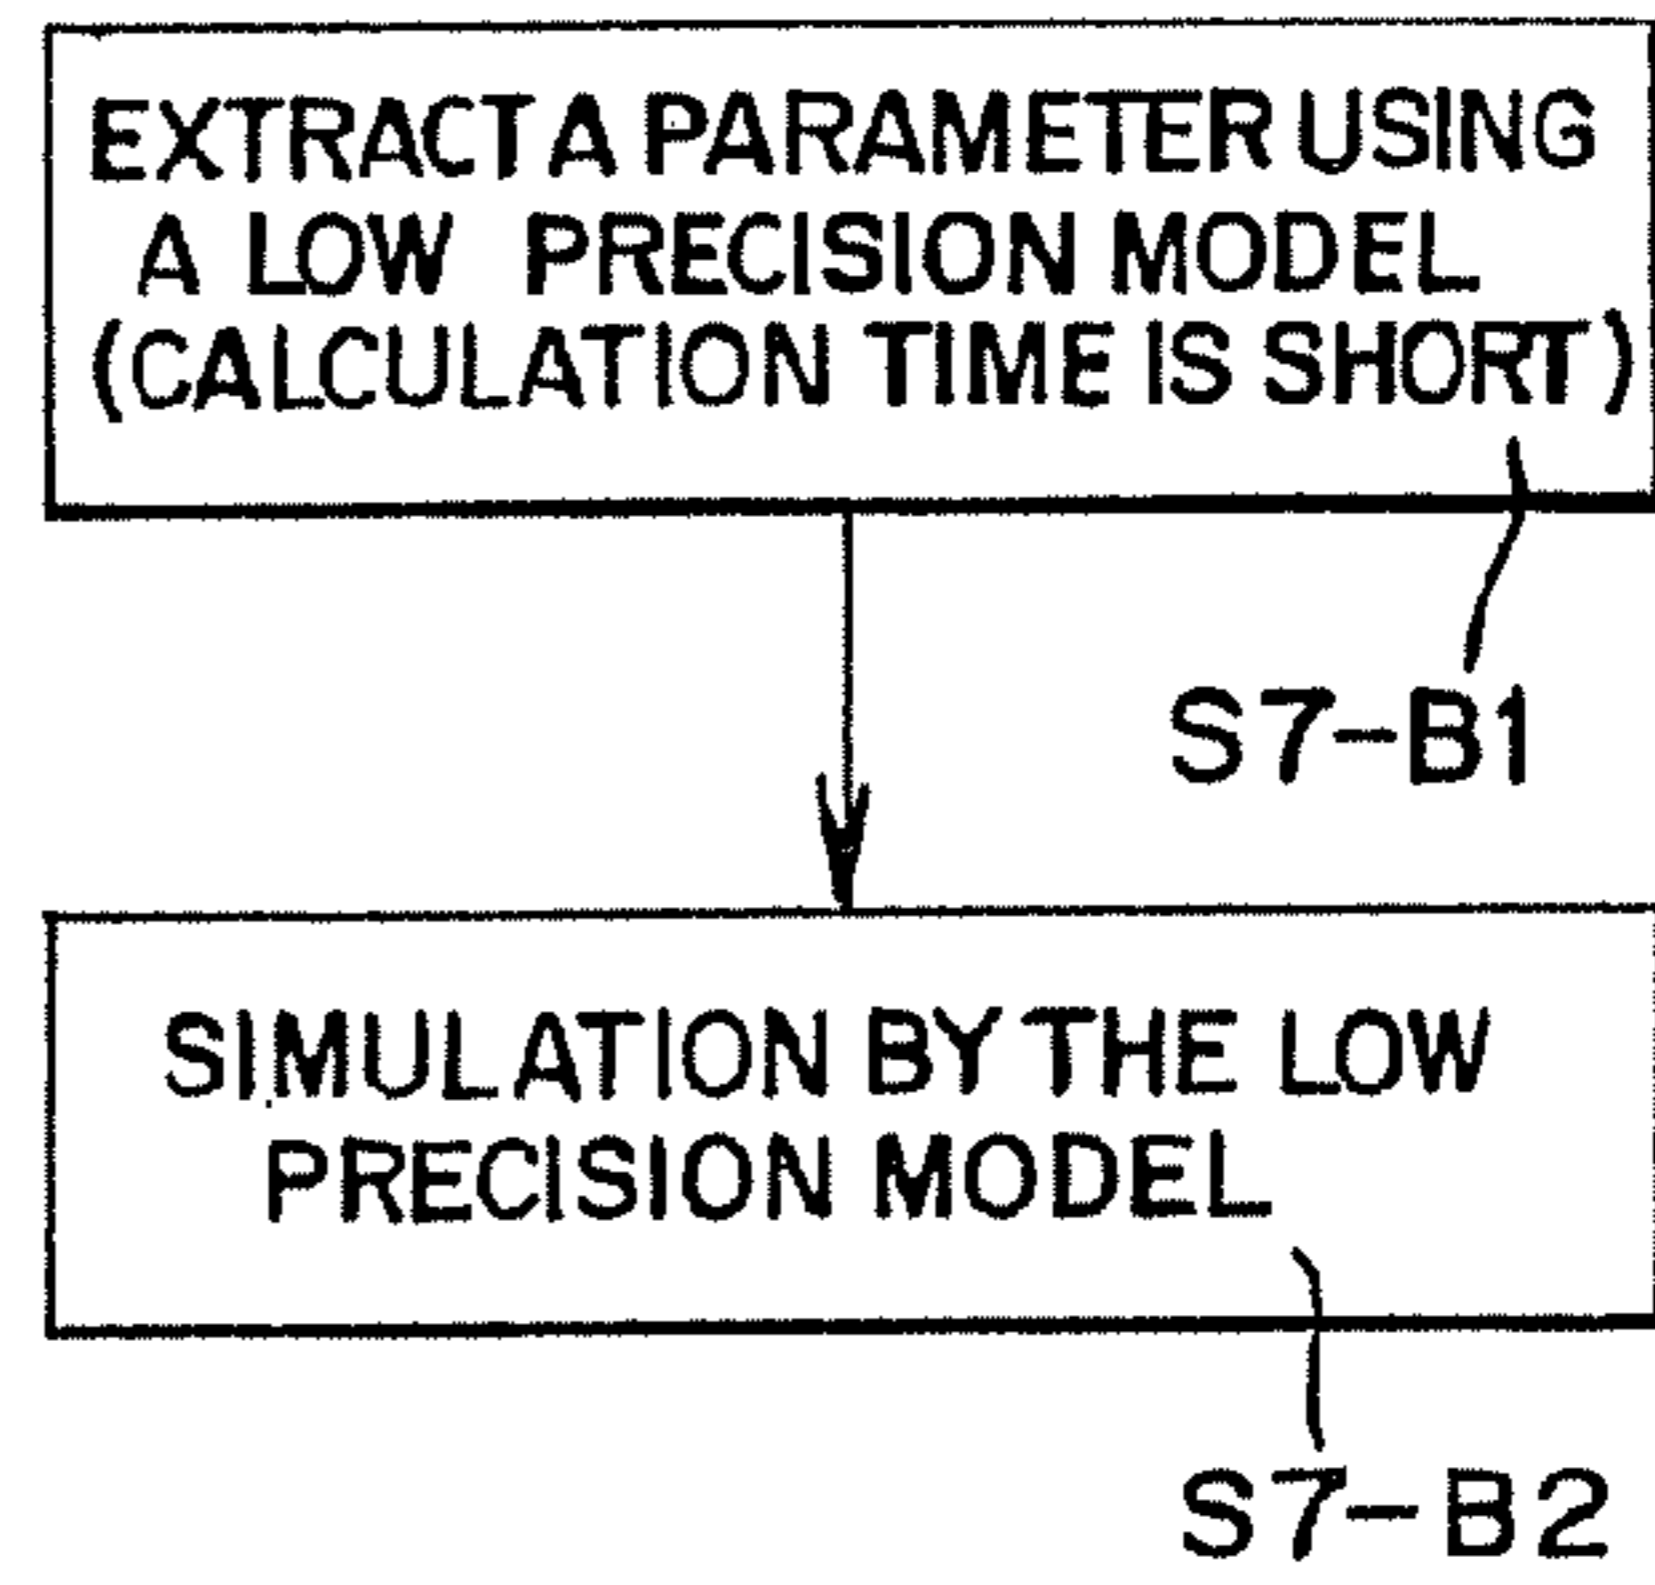 EXTRACT A PARAMETER USING
A LOW PRECISION MODEL
(CALCULATION TIME IS SHORT)
S7-B1
SIMULATION BY THE LOW
PRECISION MODEL
S7-B2